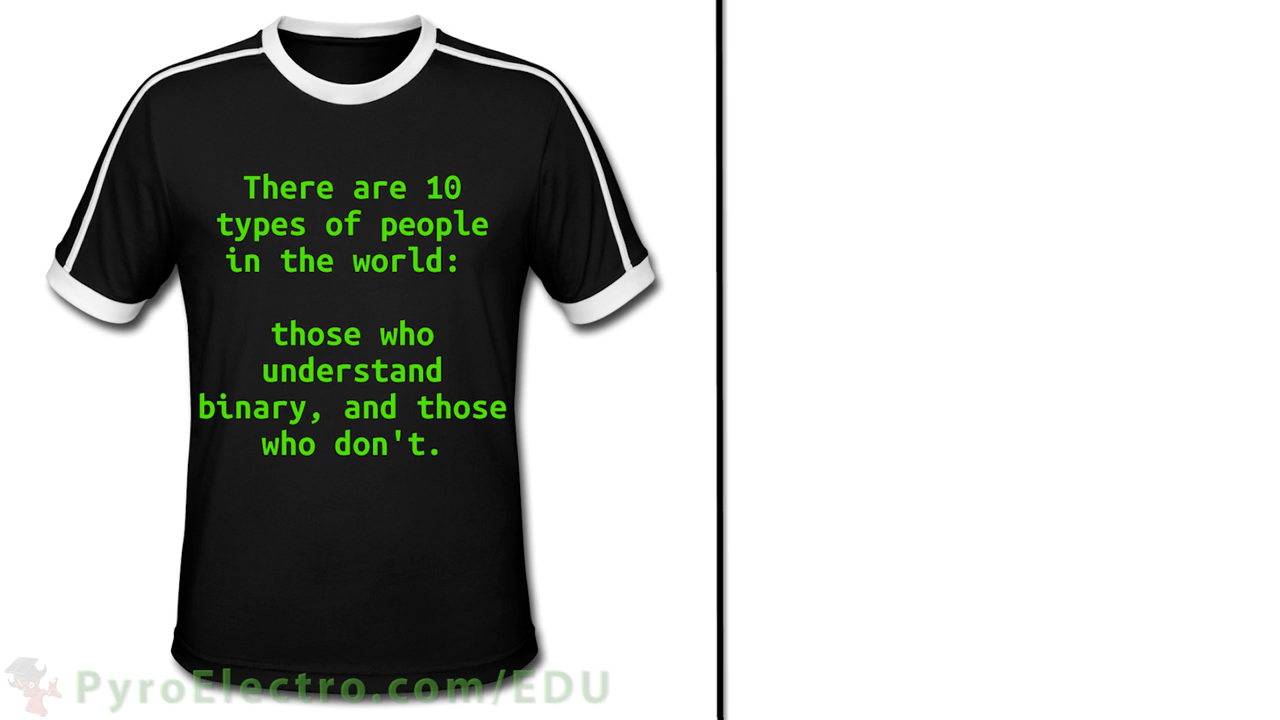 There are 10
types of people
in the world:
those who
understand
binary, and those
who don't.
PyroElectro.com/EDU